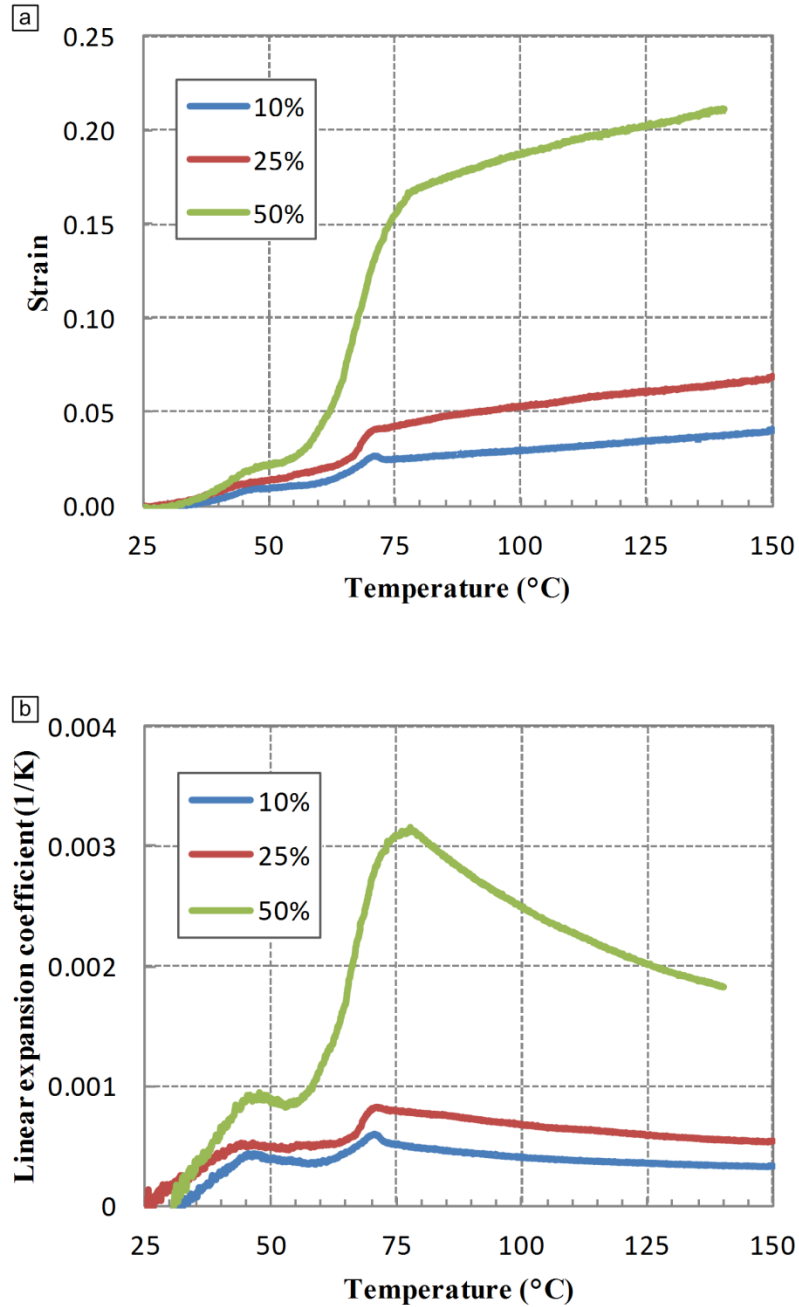 a
0.25
0.20
0.15
0.10
0.05
0.00
Strain
10%
25%
50%
25 50 75 100 125 150
Temperature (°C)
b
0.004
0.003
0.002
0.001
0
Linear expansion coefficient (1/K)
10%
25%
50%
25 50 75 100 125 150
Temperature (°C)